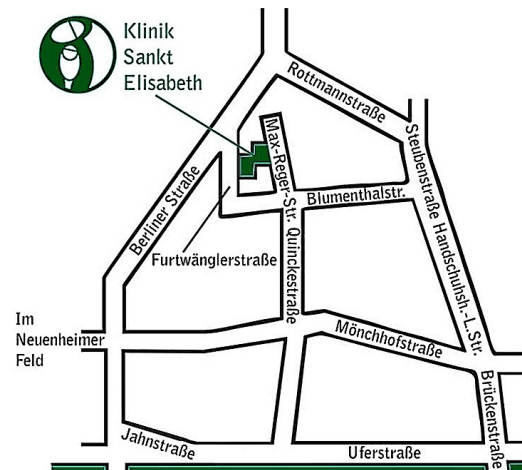 Klinik
Sankt
Elisabeth
Rottmannstraße
Max-Reger-Str.
Steubenstraße
Blumenthalstr.
Berliner Straße
Furtwänglerstraße
Quinckestraße
Handschuhsh.-L.Str.
Im
Neuenheimer
Feld
Mönchhofstraße
Brückenstraße
Jahnstraße
Uferstraße